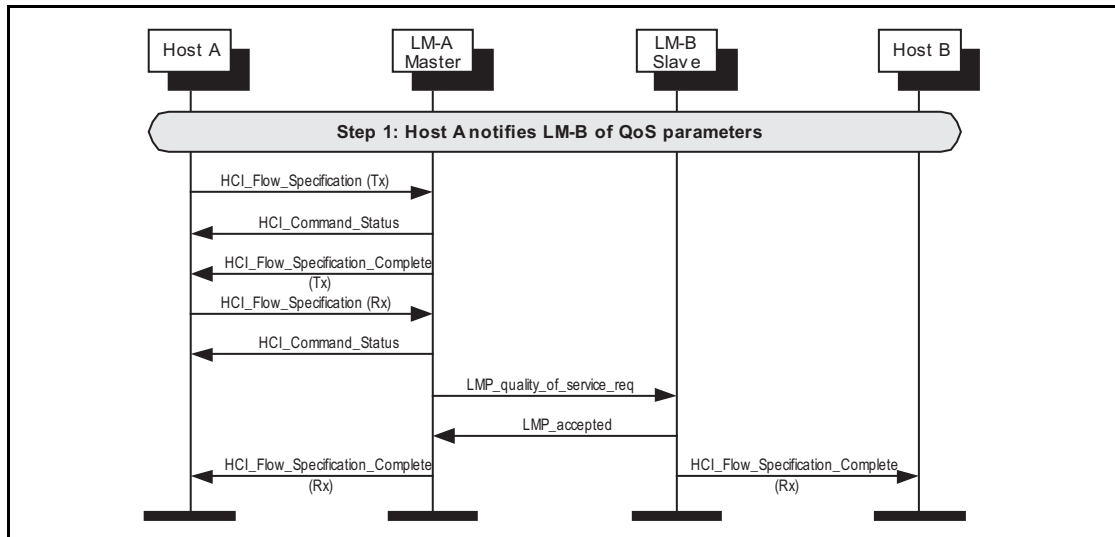 Host A
LM-A
Master
LM-B
Slave
Host B
Step 1: Host A notifies LM-B of QoS parameters
HCI_Flow_Specification (Tx)
HCI_Command_Status
HCI_Flow_Specification_Complete
(Tx)
HCI_Flow_Specification (Rx)
HCI_Command_Status
LMP_quality_of_service_req
LMP_accepted
HCI_Flow_Specification_Complete
(Rx)
HCI_Flow_Specification_Complete
(Rx)